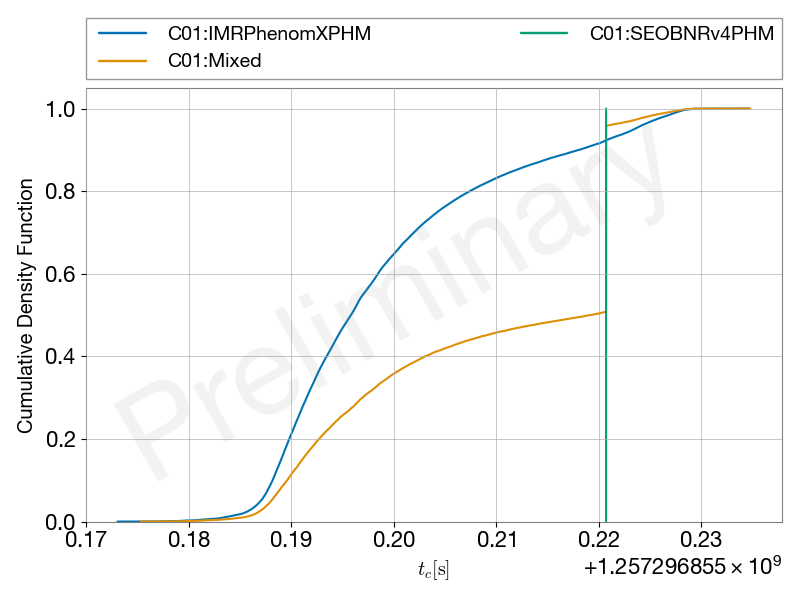 C01:IMRPhenomXPHM
C01:Mixed
C01:SEOBNRv4PHM
Cumulative Density Function
1.0
0.8
0.6
0.4
0.2
0.0
Preliminary
0.17 0.18 0.19 0.20 0.21 0.22 0.23
t_c[s]
+1.257296855 × 10⁹